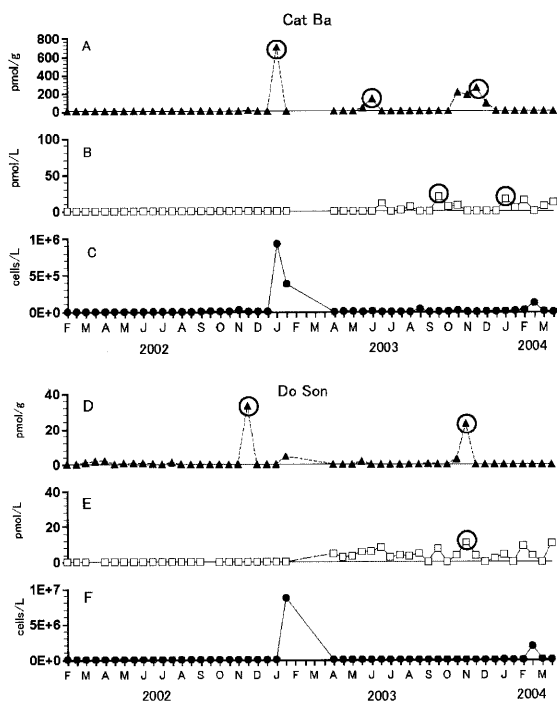 Cat Ba
A
pmol/g
800
600
400
200
0
B
pmol/L
100
50
0
C
cells/L
1E+6
5E+5
0E+0
F M A M J J A S O N D J F M A M J J A S O N D J F M
2002 2003 2004
Do Son
D
pmol/g
40
20
0
E
pmol/L
40
20
0
F
cells/L
1E+7
5E+6
0E+0
F M A M J J A S O N D J F M A M J J A S O N D J F M
2002 2003 2004